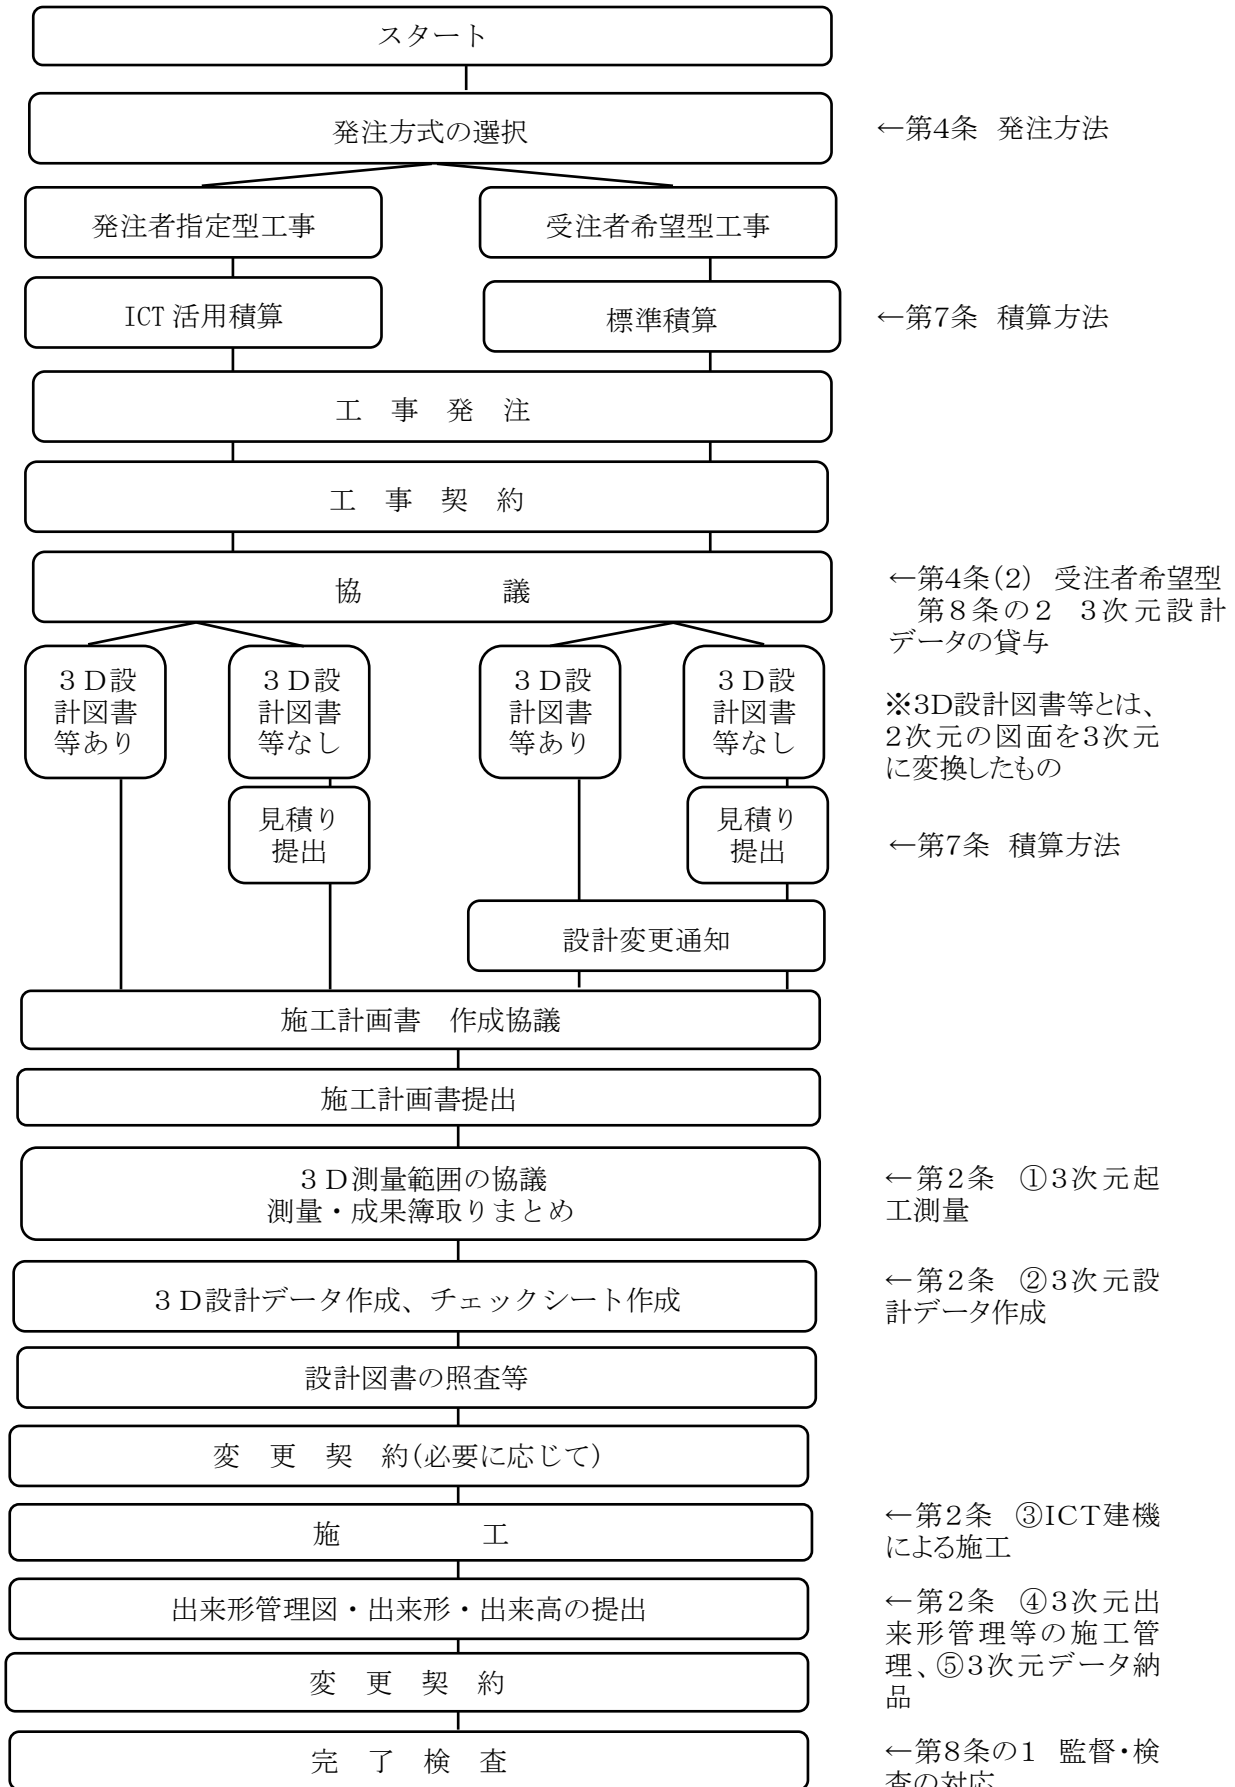 スタート
発注方式の選択
←第4条 発注方法
発注者指定型工事
受注者希望型工事
ICT 活用積算
標準積算
←第7条 積算方法
工 事 発 注
工 事 契 約
協 議
←第4条(2) 受注者希望型
第8条の2 3次元設計
データの貸与
3D設
計図書
等あり
3D設
計図書
等なし
3D設
計図書
等あり
3D設
計図書
等なし
※3D設計図書等とは、
2次元の図面を3次元
に変換したもの
見積り
提出
見積り
提出
←第7条 積算方法
設計変更通知
施工計画書 作成協議
施工計画書提出
3D測量範囲の協議
測量・成果簿取りまとめ
←第2条 ①3次元起
工測量
3D設計データ作成、チェックシート作成
←第2条 ②3次元設
計データ作成
設計図書の照査等
変 更 契 約(必要に応じて)
施 工
←第2条 ③ICT建機
による施工
出来形管理図・出来形・出来高の提出
←第2条 ④3次元出
来形管理等の施工管
理、⑤3次元データ納
品
変 更 契 約
完 了 検 査
←第8条の1 監督・検
査の対応